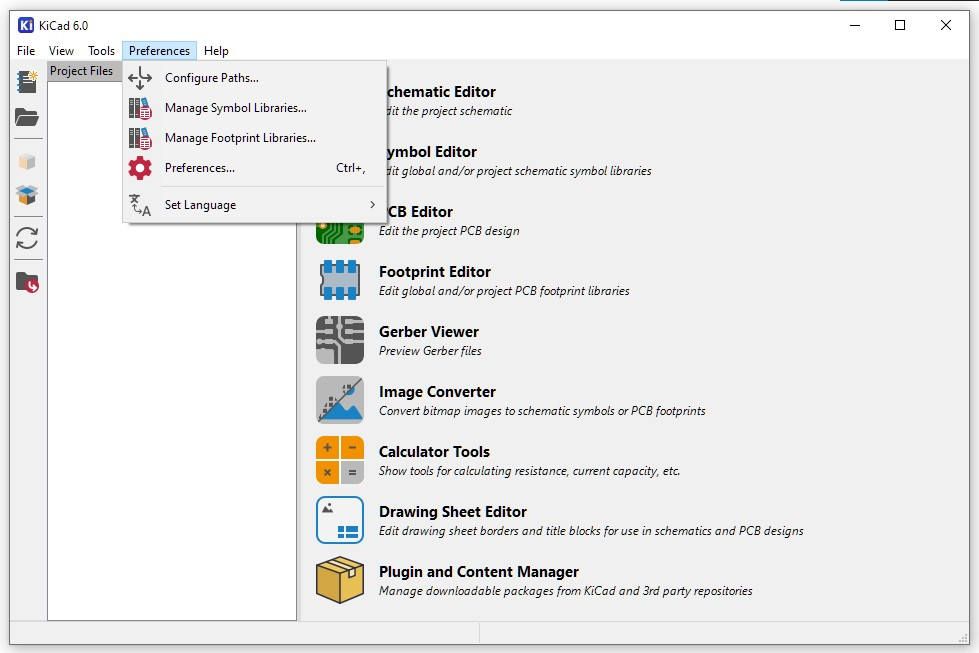 Ki KiCad 6.0
File View Tools Preferences Help
Project Files
Configure Paths...
Manage Symbol Libraries...
Manage Footprint Libraries...
Preferences... Ctrl+,
Set Language
chematic Editor
dit the project schematic
ymbol Editor
dit global and/or project schematic symbol libraries
CB Editor
Edit the project PCB design
Footprint Editor
Edit global and/or project PCB footprint libraries
Gerber Viewer
Preview Gerber files
Image Converter
Convert bitmap images to schematic symbols or PCB footprints
Calculator Tools
Show tools for calculating resistance, current capacity, etc.
Drawing Sheet Editor
Edit drawing sheet borders and title blocks for use in schematics and PCB designs
Plugin and Content Manager
Manage downloadable packages from KiCad and 3rd party repositories